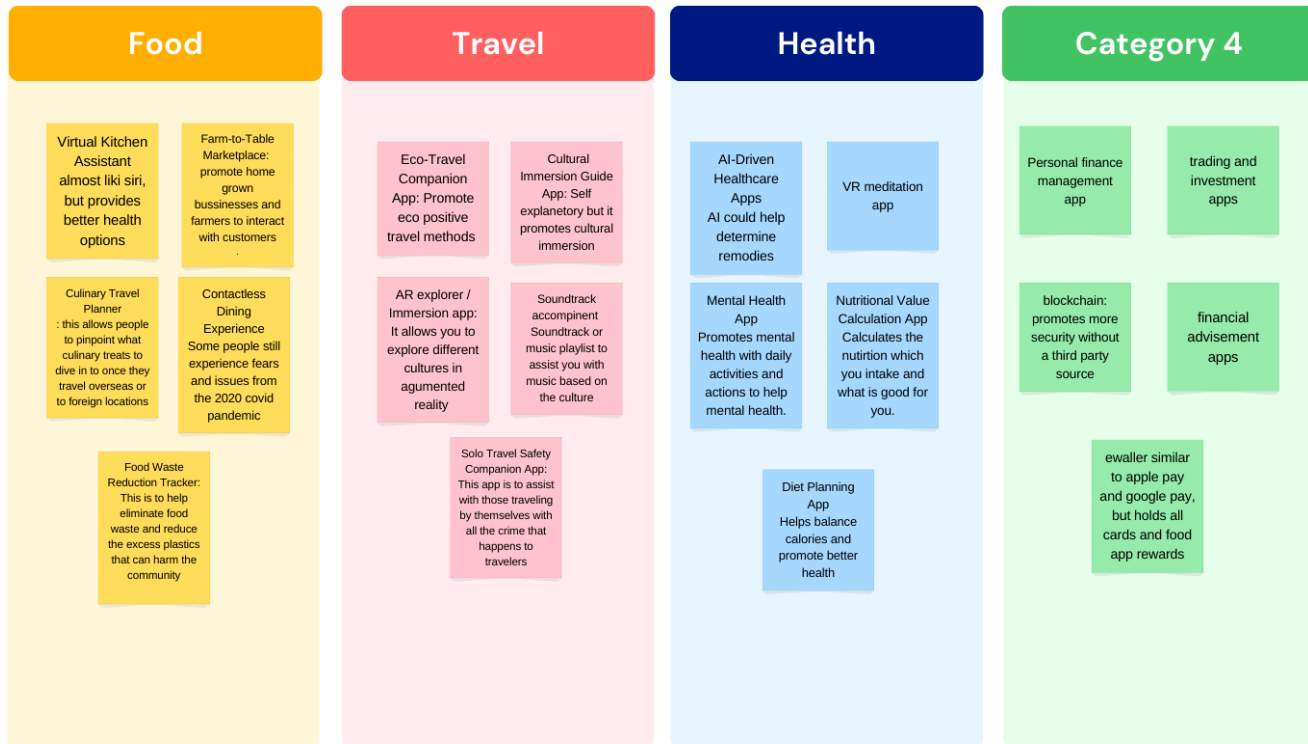 Food
Virtual Kitchen
Assistant
almost liki siri,
but provides
better health
options
Farm-to-Table
Marketplace:
promote home
grown
bussinesses and
farmers to interact
with customers
.
Culinary Travel
Planner
: this allows people
to pinpoint what
culinary treats to
dive in to once they
travel overseas or
to foreign locations
Contactless
Dining
Experience
Some people still
experience fears
and issues from
the 2020 covid
pandemic
Food Waste
Reduction Tracker:
This is to help
eliminate food
waste and reduce
the excess plastics
that can harm the
community
Travel
Eco-Travel
Companion
App: Promote
eco positive
travel methods
Cultural
Immersion Guide
App: Self
explanetory but it
promotes cultural
immersion
AR explorer /
Immersion app:
It allows you to
explore different
cultures in
agumented
reality
Soundtrack
accompinent
Soundtrack or
music playlist to
assist you with
music based on
the culture
Solo Travel Safety
Companion App:
This app is to assist
with those traveling
by themselves with
all the crime that
happens to
travelers
Health
AI-Driven
Healthcare
Apps
AI could help
determine
remodies
VR meditation
app
Mental Health
App
Promotes mental
health with daily
activities and
actions to help
mental health.
Nutritional Value
Calculation App
Calculates the
nutirtion which
you intake and
what is good for
you.
Diet Planning
App
Helps balance
calories and
promote better
health
Category 4
Personal finance
management
app
trading and
investment
apps
blockchain:
promotes more
security without
a third party
source
financial
advisement
apps
ewaller similar
to apple pay
and google pay,
but holds all
cards and food
app rewards